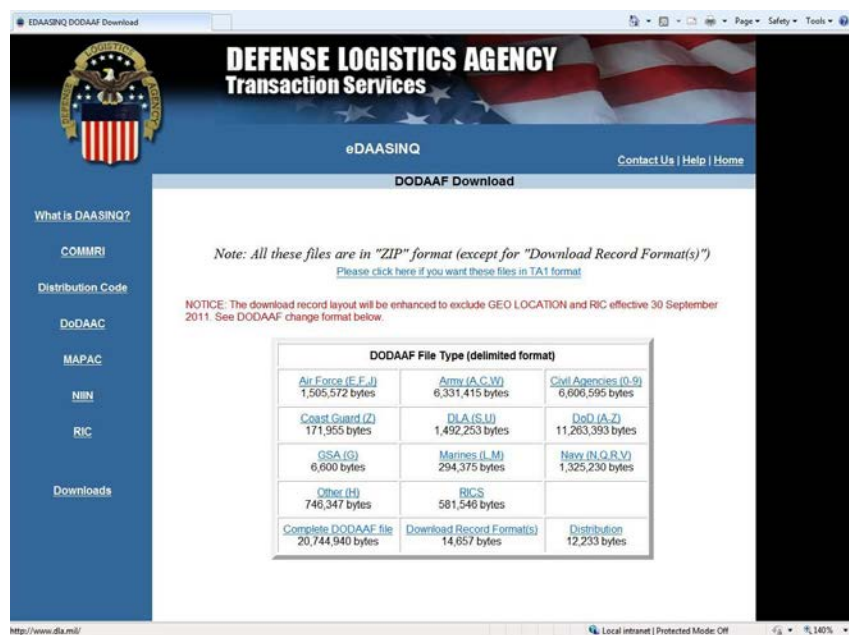 EDAASINQ DODAAF Download
Page Safety Tools
LOGISTICS
DEFENSE AGENCY
DEFENSE LOGISTICS AGENCY
Transaction Services
eDAASINQ
Contact Us | Help | Home
DODAAF Download
What is DAASINQ?
COMMRI
Distribution Code
DoDAAC
MAPAC
NIIN
RIC
Downloads
Note: All these files are in "ZIP" format (except for "Download Record Format(s)")
Please click here if you want these files in TA1 format
NOTICE: The download record layout will be enhanced to exclude GEO LOCATION and RIC effective 30 September
2011. See DODAAF change format below.
DODAAF File Type (delimited format)
Air Force (E,F,J) Army (A,C,W) Civil Agencies (0-9)
1,505,572 bytes 6,331,415 bytes 6,606,595 bytes
Coast Guard (Z) DLA (S,U) DoD (A-Z)
171,955 bytes 1,492,253 bytes 11,263,393 bytes
GSA (G) Marines (L,M) Navy (N,Q,R,V)
6,600 bytes 294,375 bytes 1,325,230 bytes
Other (H) RICS
746,347 bytes 581,546 bytes
Complete DODAAF file Download Record Format(s) Distribution
20,744,940 bytes 14,657 bytes 12,233 bytes
http://www.dla.mil/
Local intranet | Protected Mode: Off
140%